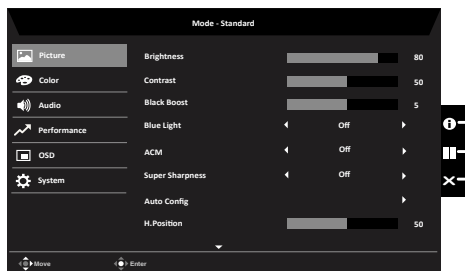 Mode - Standard
Picture
Color
Audio
Performance
OSD
System
Brightness 80
Contrast 50
Black Boost 5
Blue Light Off
ACM Off
Super Sharpness Off
Auto Config
H.Position 50
Move Enter